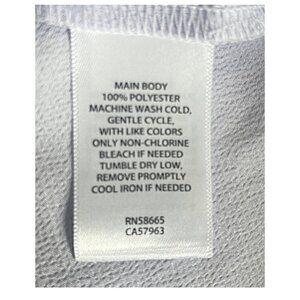 MAIN BODY
100% POLYESTER
MACHINE WASH COLD,
GENTLE CYCLE,
WITH LIKE COLORS
ONLY NON-CHLORINE
BLEACH IF NEEDED
TUMBLE DRY LOW,
REMOVE PROMPTLY
COOL IRON IF NEEDED
RN58665
CA57963